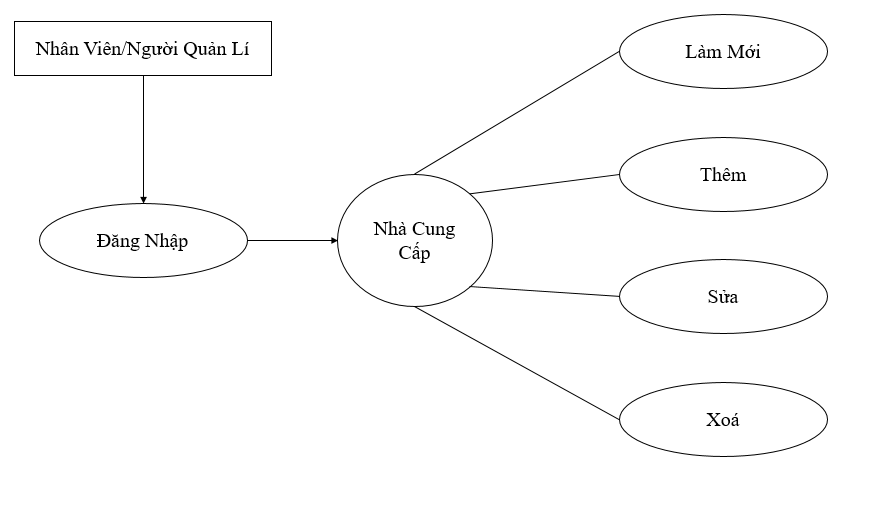 Nhân Viên/Người Quản Lí
Đăng Nhập
Nhà Cung
Cấp
Làm Mới
Thêm
Sửa
Xoá